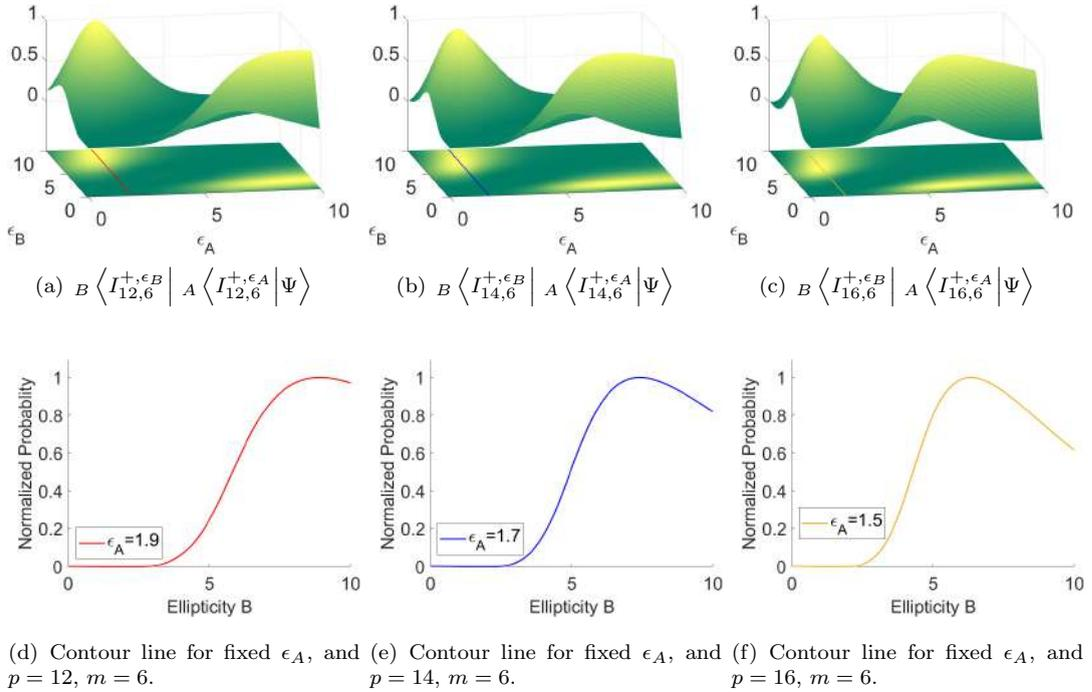 1
0.5
0
10
5
0
ϵ_B
0
5
10
ϵ_A
1
0.5
0
10
5
0
ϵ_B
0
5
10
ϵ_A
1
0.5
0
10
5
0
ϵ_B
0
5
10
ϵ_A
(a) _B ⟨I^{+,ϵ_B}_{12,6}| _A ⟨I^{+,ϵ_A}_{12,6}|Ψ⟩
(b) _B ⟨I^{+,ϵ_B}_{14,6}| _A ⟨I^{+,ϵ_A}_{14,6}|Ψ⟩
(c) _B ⟨I^{+,ϵ_B}_{16,6}| _A ⟨I^{+,ϵ_A}_{16,6}|Ψ⟩
Normalized Probablity
1
0.8
0.6
0.4
0.2
0
ϵ_A=1.9
0 5 10
Ellipticity B
Normalized Probablity
1
0.8
0.6
0.4
0.2
0
ϵ_A=1.7
0 5 10
Ellipticity B
Normalized Probablity
1
0.8
0.6
0.4
0.2
0
ϵ_A=1.5
0 5 10
Ellipticity B
(d) Contour line for fixed ϵ_A, and
p = 12, m = 6.
(e) Contour line for fixed ϵ_A, and
p = 14, m = 6.
(f) Contour line for fixed ϵ_A, and
p = 16, m = 6.